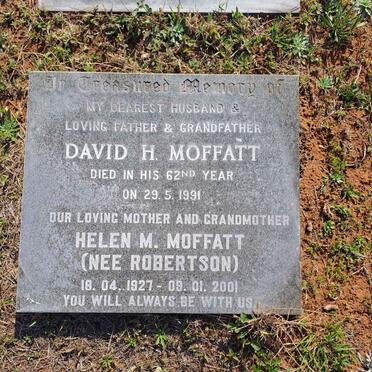 In Treasured Memory of
MY DEAREST HUSBAND &
LOVING FATHER & GRANDFATHER
DAVID H. MOFFATT
DIED IN HIS 62ND YEAR
ON 29.5.1991
OUR LOVING MOTHER AND GRANDMOTHER
HELEN M. MOFFATT
(NEE ROBERTSON)
18.04.1927 - 09.01.2001
YOU WILL ALWAYS BE WITH US